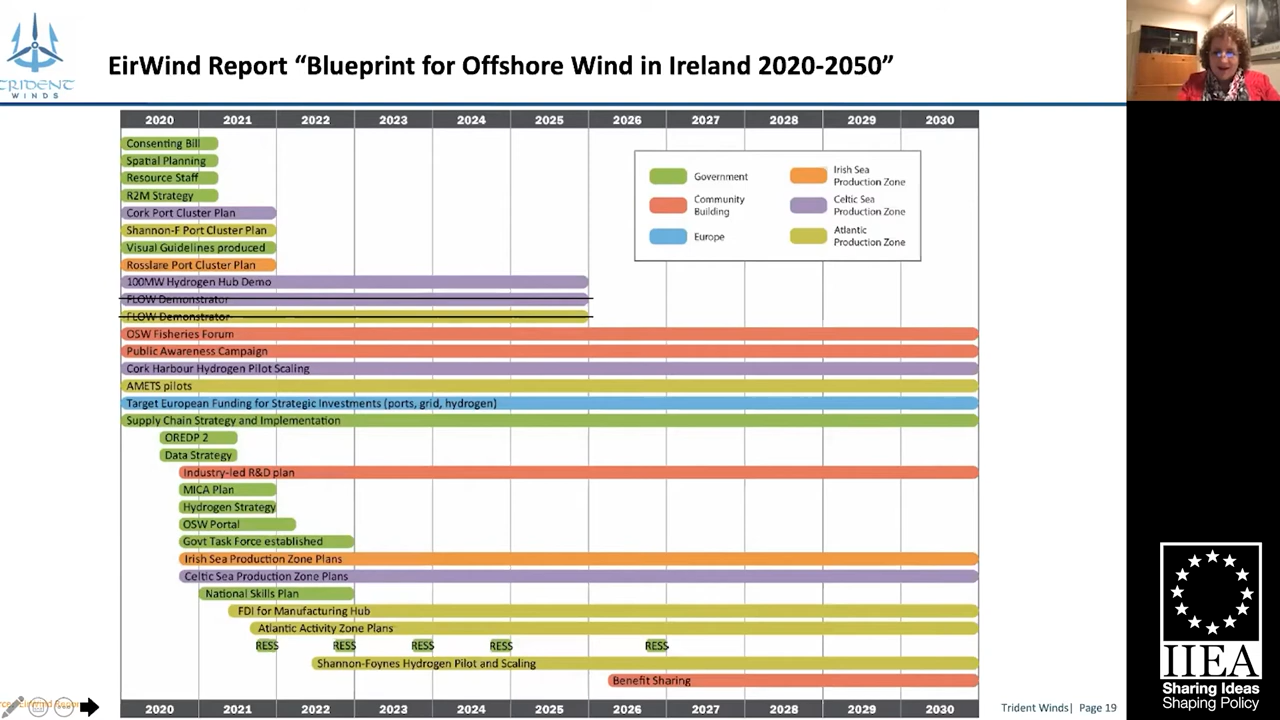 TRIDENT
WINDS
EirWind Report “Blueprint for Offshore Wind in Ireland 2020-2050”
2020 2021 2022 2023 2024 2025 2026 2027 2028 2029 2030
Consenting Bill
Spatial Planning
Resource Staff
R2M Strategy
Cork Port Cluster Plan
Shannon-F Port Cluster Plan
Visual Guidelines produced
Rosslare Port Cluster Plan
100MW Hydrogen Hub Demo
FLOW Demonstrator
FLOW Demonstrator
OSW Fisheries Forum
Public Awareness Campaign
Cork Harbour Hydrogen Pilot Scaling
AMETS pilots
Target European Funding for Strategic Investments (ports, grid, hydrogen)
Supply Chain Strategy and Implementation
OREDP 2
Data Strategy
Industry-led R&D plan
MICA Plan
Hydrogen Strategy
OSW Portal
Govt Task Force established
Irish Sea Production Zone Plans
Celtic Sea Production Zone Plans
National Skills Plan
FDI for Manufacturing Hub
Atlantic Activity Zone Plans
RESS RESS RESS RESS RESS
Shannon-Foynes Hydrogen Pilot and Scaling
Benefit Sharing
2020 2021 2022 2023 2024 2025 2026 2027 2028 2029 2030
Government
Community
Building
Europe
Irish Sea
Production Zone
Celtic Sea
Production Zone
Atlantic
Production Zone
Trident Winds| Page 19
IIEA
Sharing Ideas
Shaping Policy